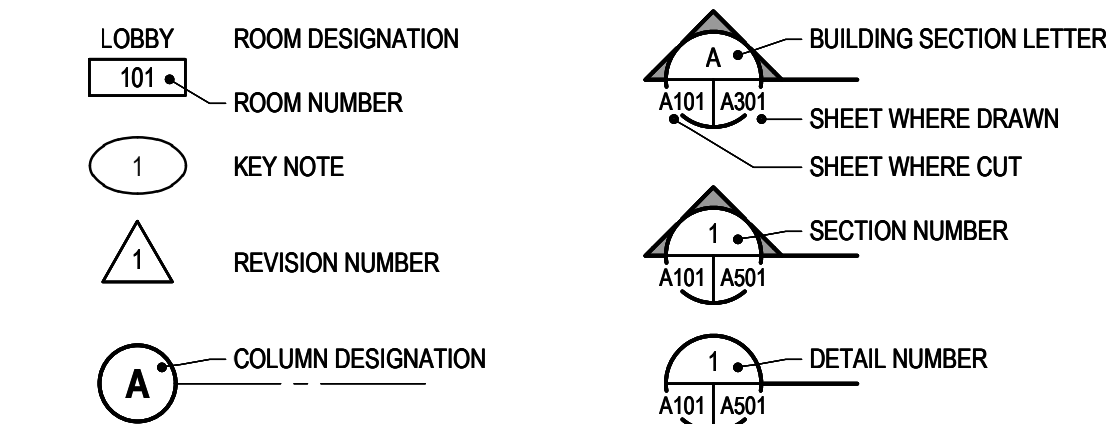 LOBBY ROOM DESIGNATION
101
ROOM NUMBER
1 KEY NOTE
1 REVISION NUMBER
A COLUMN DESIGNATION
A BUILDING SECTION LETTER
A101 A301
SHEET WHERE DRAWN
SHEET WHERE CUT
1 SECTION NUMBER
A101 A501
1 DETAIL NUMBER
A101 A501